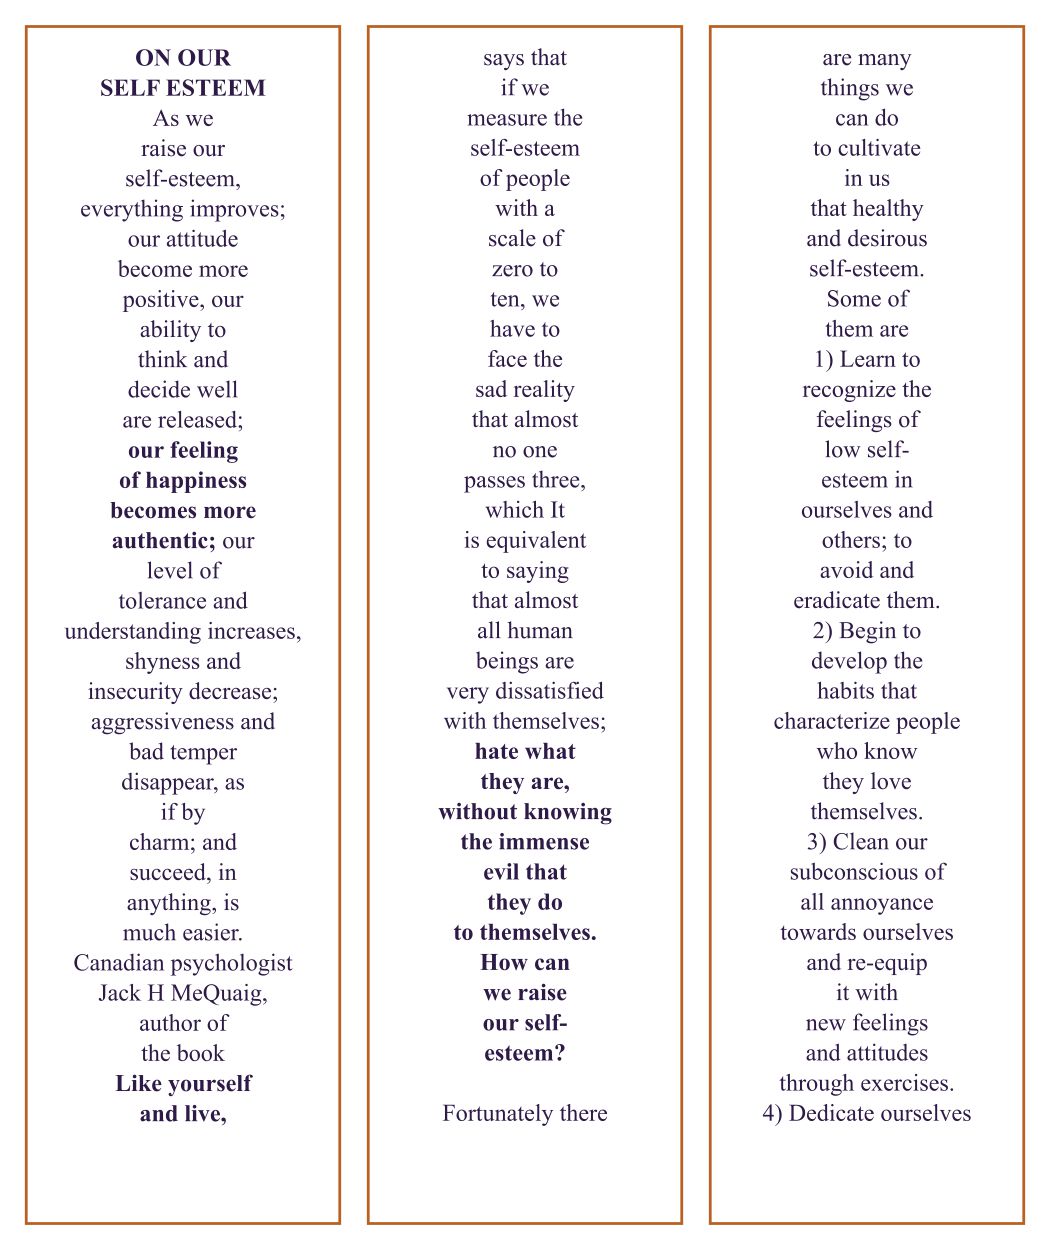 ON OUR
SELF ESTEEM
As we
raise our
self-esteem,
everything improves;
our attitude
become more
positive, our
ability to
think and
decide well
are released;
our feeling
of happiness
becomes more
authentic; our
level of
tolerance and
understanding increases,
shyness and
insecurity decrease;
aggressiveness and
bad temper
disappear, as
if by
charm; and
succeed, in
anything, is
much easier.
Canadian psychologist
Jack H MeQuaig,
author of
the book
Like yourself
and live,
says that
if we
measure the
self-esteem
of people
with a
scale of
zero to
ten, we
have to
face the
sad reality
that almost
no one
passes three,
which It
is equivalent
to saying
that almost
all human
beings are
very dissatisfied
with themselves;
hate what
they are,
without knowing
the immense
evil that
they do
to themselves.
How can
we raise
our self-
esteem?
Fortunately there
are many
things we
can do
to cultivate
in us
that healthy
and desirous
self-esteem.
Some of
them are
1) Learn to
recognize the
feelings of
low self-
esteem in
ourselves and
others; to
avoid and
eradicate them.
2) Begin to
develop the
habits that
characterize people
who know
they love
themselves.
3) Clean our
subconscious of
all annoyance
towards ourselves
and re-equip
it with
new feelings
and attitudes
through exercises.
4) Dedicate ourselves